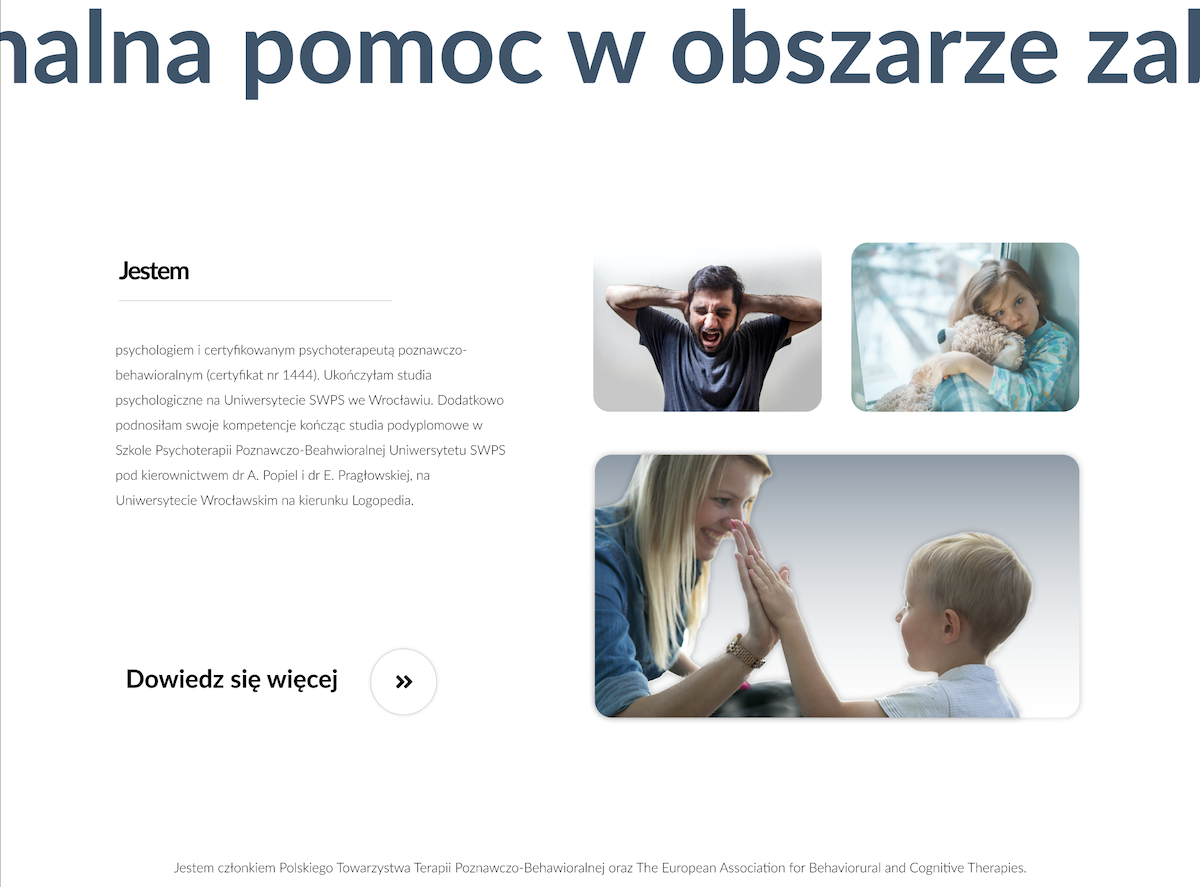 nalna pomoc w obszarze za
Jestem
psychologiem i certyfikowanym psychoterapeutą poznawczo-
behawioralnym (certyfikat nr 1444). Ukończyłam studia
psychologiczne na Uniwersytecie SWPS we Wrocławiu. Dodatkowo
podnosiłam swoje kompetencje kończąc studia podyplomowe w
Szkole Psychoterapii Poznawczo-Beahwioralnej Uniwersytetu SWPS
pod kierownictwem dr A. Popiel i dr E. Pragłowskiej, na
Uniwersytecie Wrocławskim na kierunku Logopedia.
Dowiedz się więcej
Jestem członkiem Polskiego Towarzystwa Terapii Poznawczo-Behawioralnej oraz The European Association for Behaviorural and Cognitive Therapies.